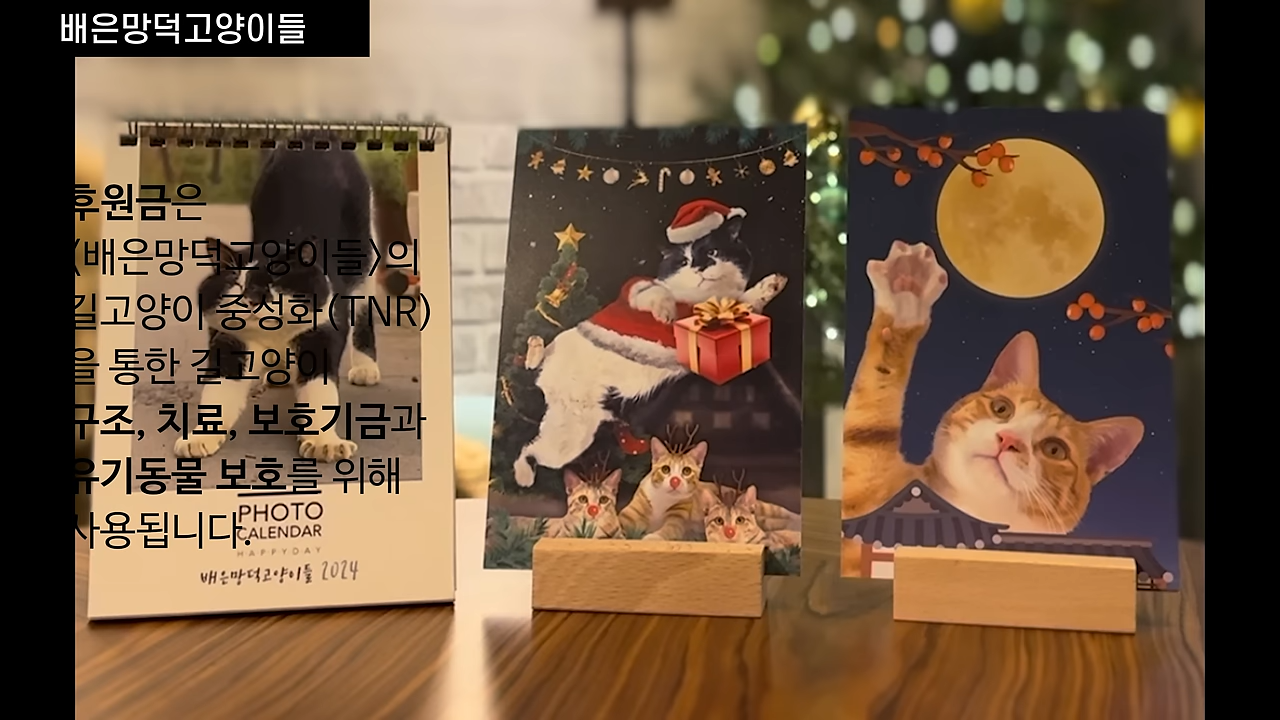 배은망덕고양이들
후원금은
〈배은망덕고양이들〉의
길고양이 중성화(TNR)
을 통한 길고양이
구조, 치료, 보호기금과
유기동물 보호를 위해
사용됩니다.
PHOTO
CALENDAR
HAPPYDAY
배은망덕고양이들 2024